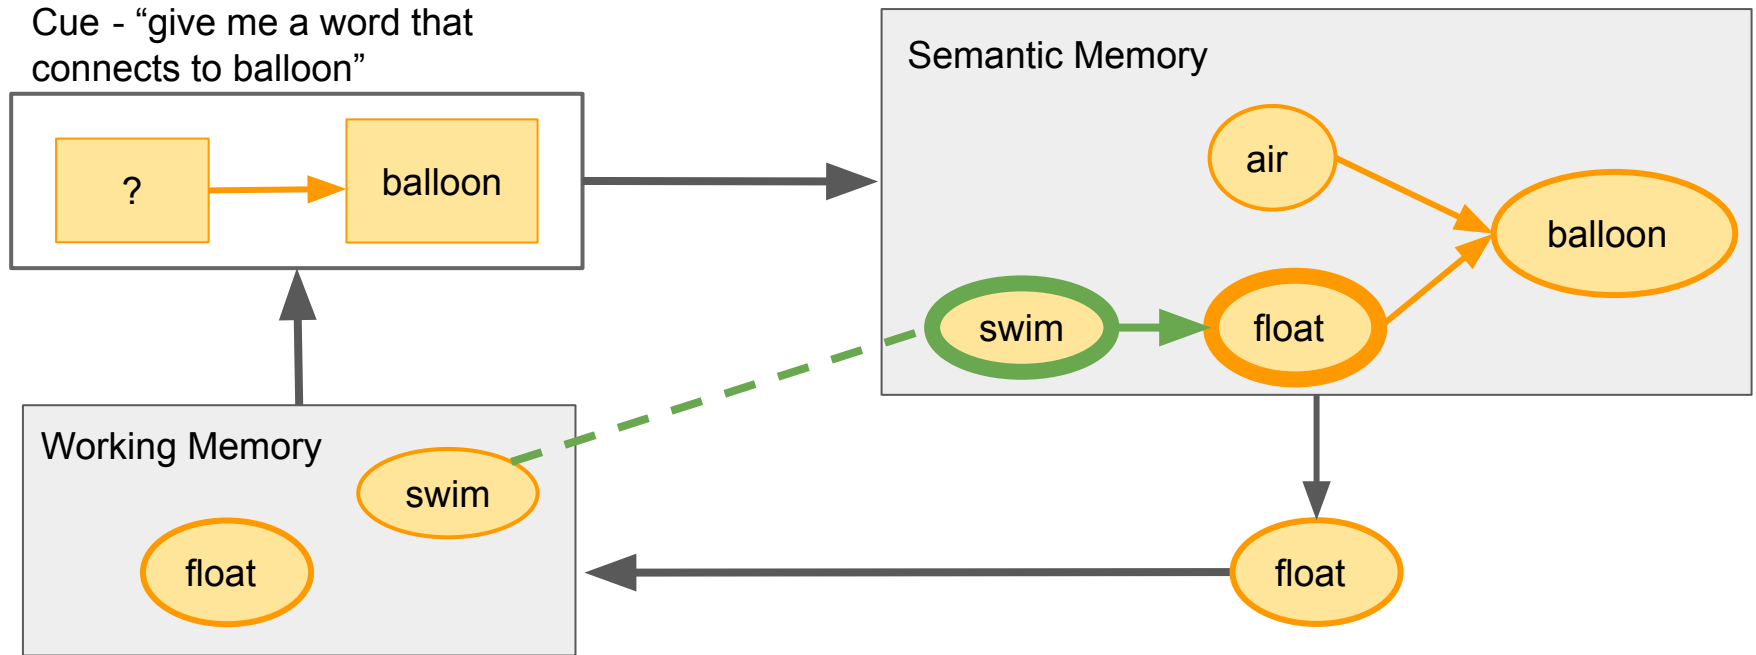 Cue - “give me a word that
connects to balloon”
?
balloon
Semantic Memory
air
balloon
swim
float
Working Memory
swim
float
float